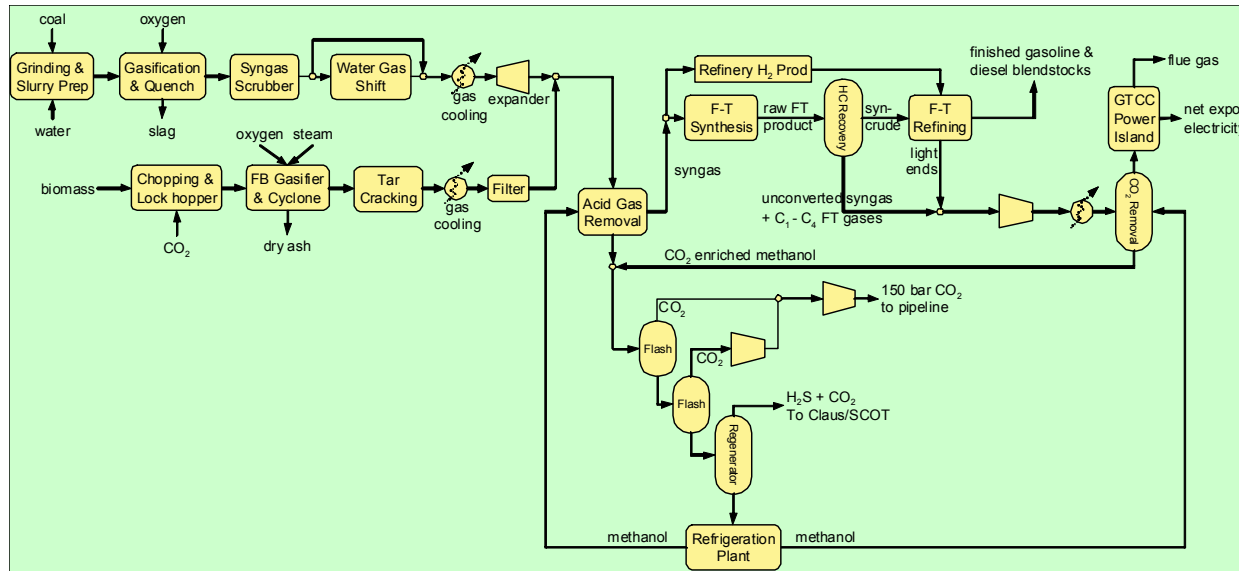 coal
oxygen
Grinding &
Slurry Prep
Gasification
& Quench
Syngas
Scrubber
Water Gas
Shift
gas
cooling
expander
water
slag
oxygen
steam
biomass
Chopping &
Lock hopper
FB Gasifier
& Cyclone
Tar
Cracking
gas
cooling
Filter
CO₂
dry ash
Acid Gas
Removal
syngas
Refinery H₂ Prod
F-T
Synthesis
raw FT
product
HC Recovery
syn-
crude
F-T
Refining
finished gasoline &
diesel blendstocks
light
ends
unconverted syngas
+ C₁ - C₄ FT gases
flue gas
GTCC
Power
Island
net expo
electricity
CO₂ Removal
CO₂ enriched methanol
150 bar CO₂
to pipeline
CO₂
Flash
CO₂
Flash
H₂S + CO₂
To Claus/SCOT
Regenerator
methanol
Refrigeration
Plant
methanol